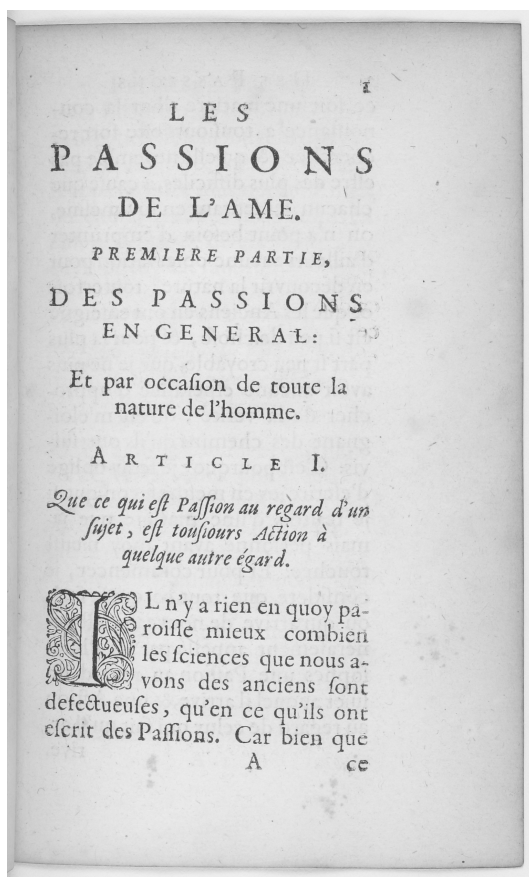 1
LES
PASSIONS
DE L'AME.
PREMIERE PARTIE,
DES PASSIONS
EN GENERAL:
Et par occaſion de toute la
nature de l'homme.
ARTICLE I.
Que ce qui eſt Paſſion au regard d'un
ſujet, eſt touſiours Action à
quelque autre égard.
IL n'y a rien en quoy pa-
roiſſe mieux combien
les ſciences que nous a-
vons des anciens ſont
defectueuſes, qu'en ce qu'ils ont
eſcrit des Paſſions. Car bien que
A ce